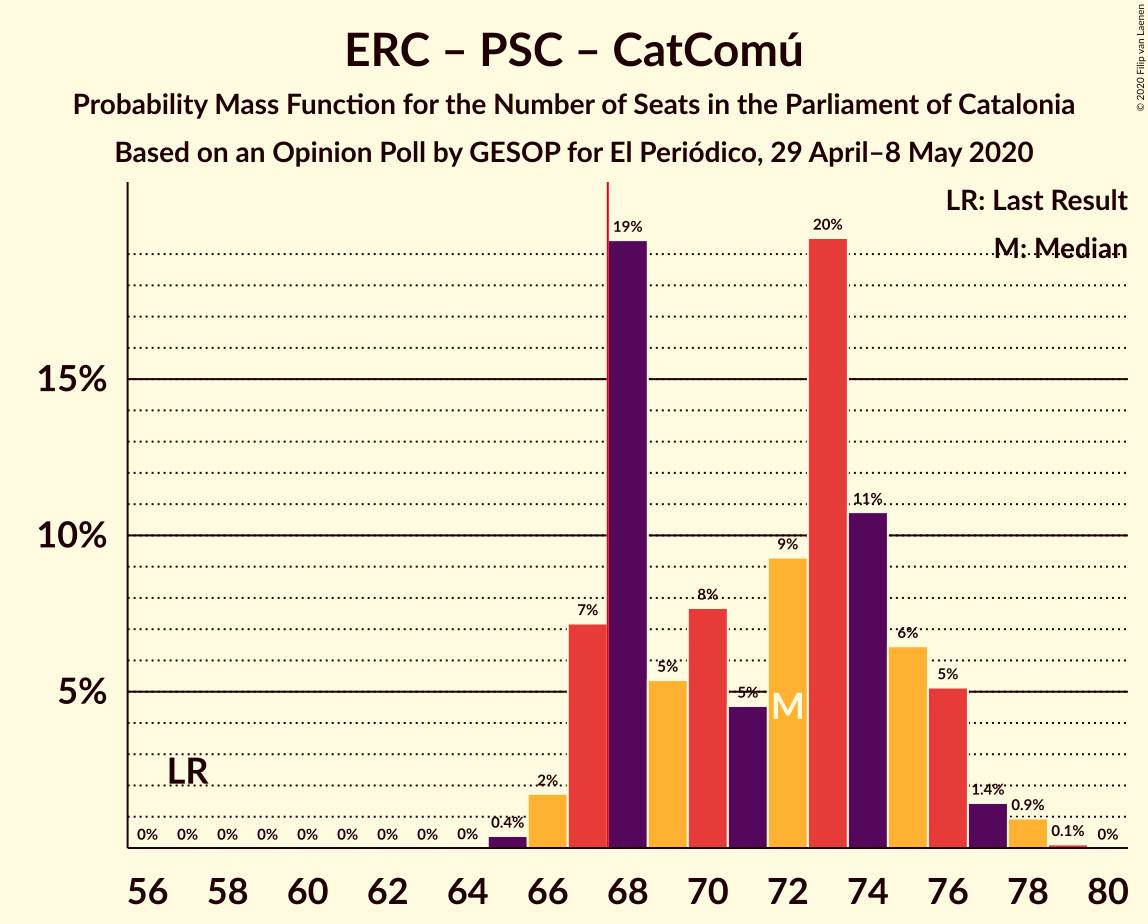 ERC – PSC – CatComú
Probability Mass Function for the Number of Seats in the Parliament of Catalonia
Based on an Opinion Poll by GESOP for El Periódico, 29 April–8 May 2020
© 2020 Filip van Laenen
LR: Last Result
M: Median
15%
10%
5%
0% 0% 0% 0% 0% 0% 0% 0% 0% 0.4% 2% 7% 19% 5% 8% 5% 9% 20% 11% 6% 5% 1.4% 0.9% 0.1% 0%
LR
M
56 58 60 62 64 66 68 70 72 74 76 78 80